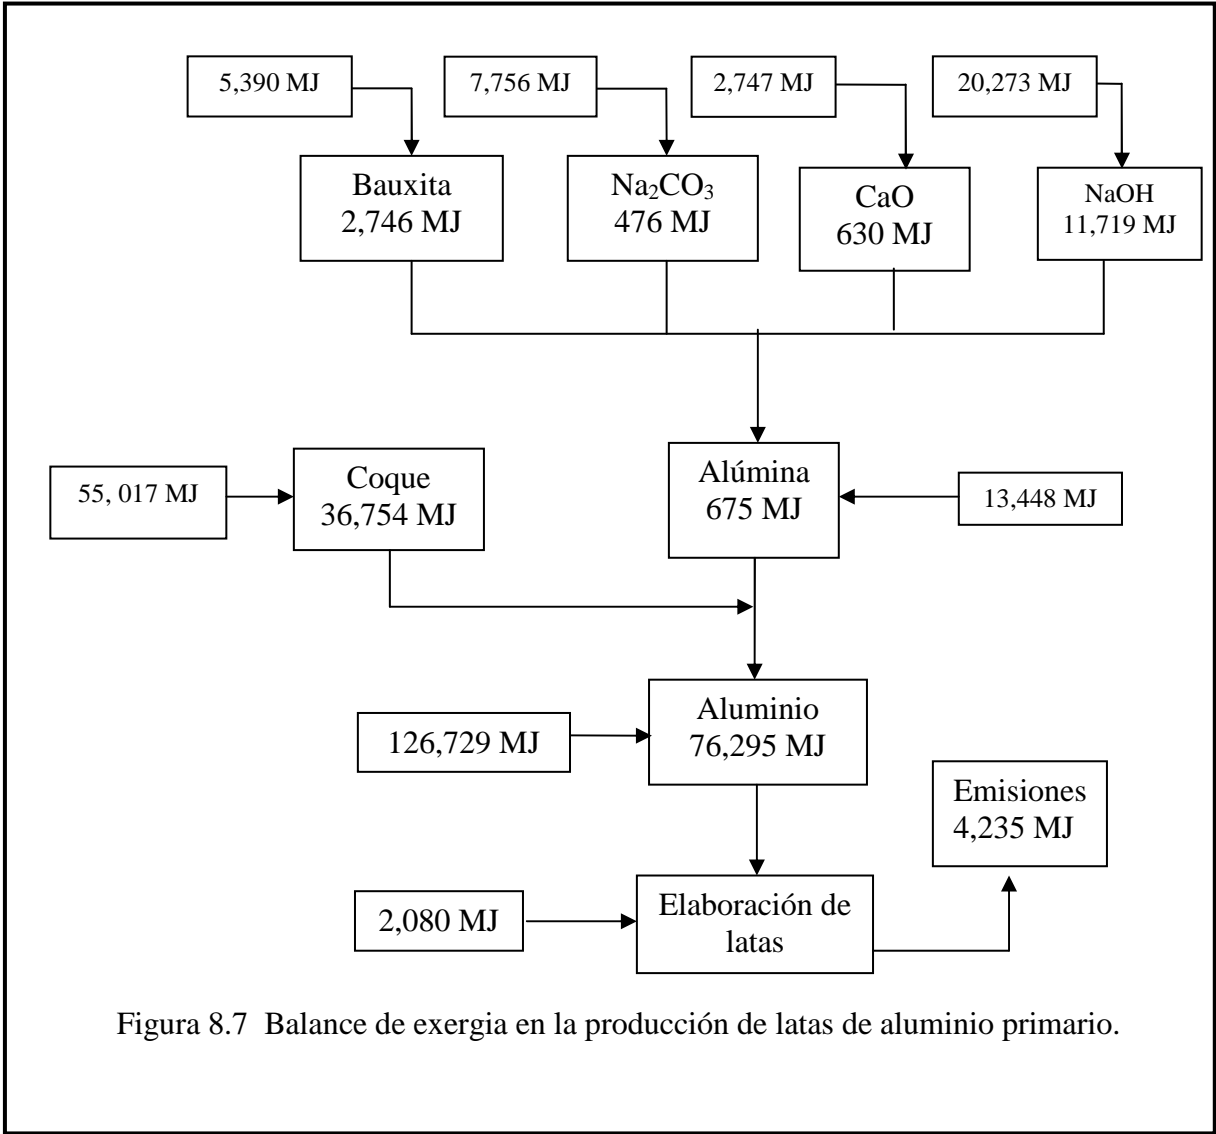 5,390 MJ
7,756 MJ
2,747 MJ
20,273 MJ
Bauxita
2,746 MJ
Na₂CO₃
476 MJ
CaO
630 MJ
NaOH
11,719 MJ
55, 017 MJ
Coque
36,754 MJ
Alúmina
675 MJ
13,448 MJ
126,729 MJ
Aluminio
76,295 MJ
Emisiones
4,235 MJ
2,080 MJ
Elaboración de
latas
Figura 8.7 Balance de exergia en la producción de latas de aluminio primario.